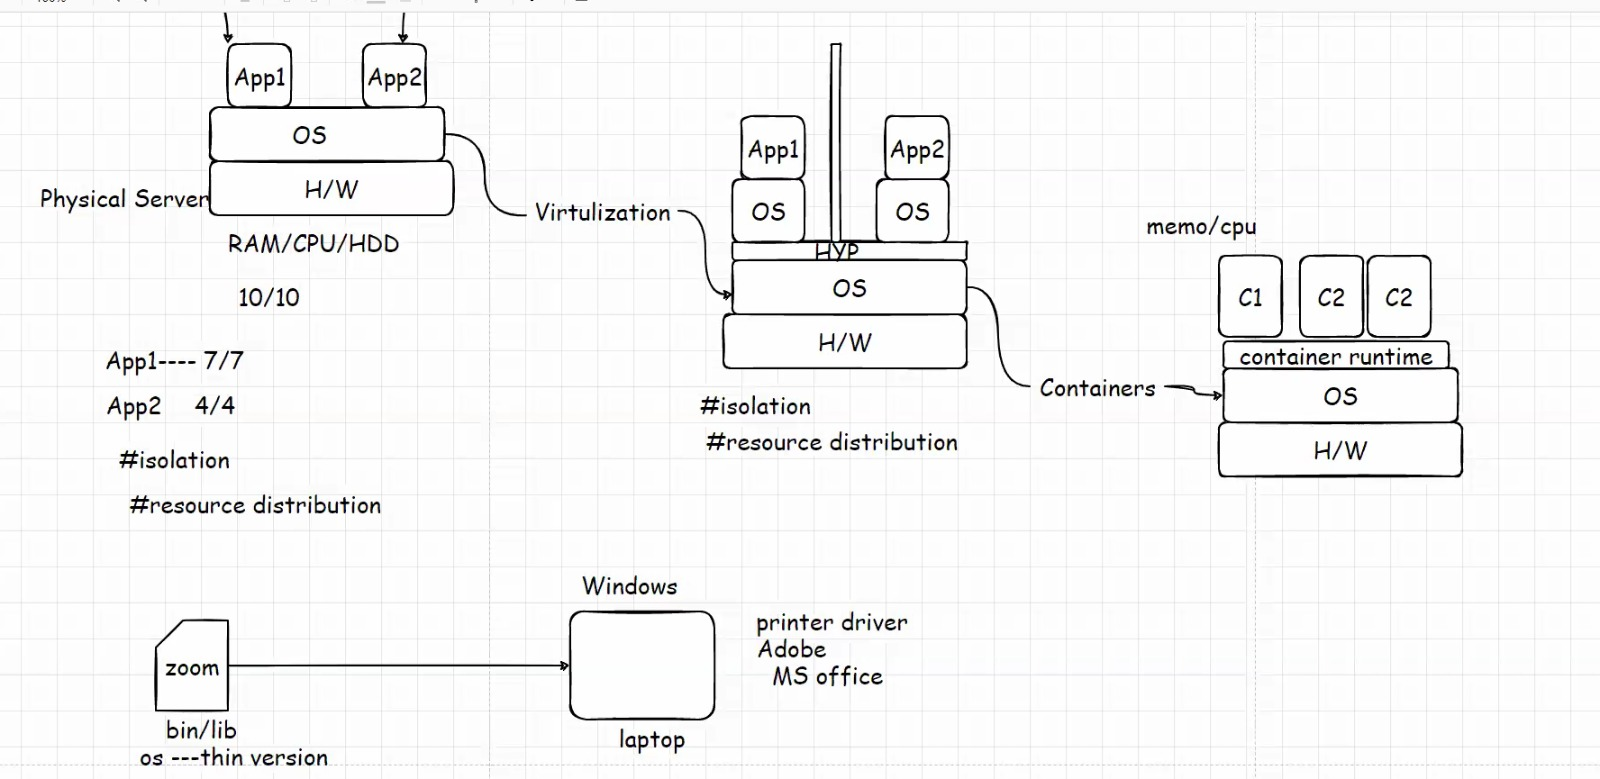 App1
App2
OS
H/W
Physical Server
RAM/CPU/HDD
10/10
App1---- 7/7
App2 4/4
#isolation
#resource distribution
Virtulization
App1
App2
OS
OS
HYP
OS
H/W
#isolation
#resource distribution
Containers
memo/cpu
C1
C2
C2
container runtime
OS
H/W
zoom
bin/lib
os ---thin version
Windows
laptop
printer driver
Adobe
MS office